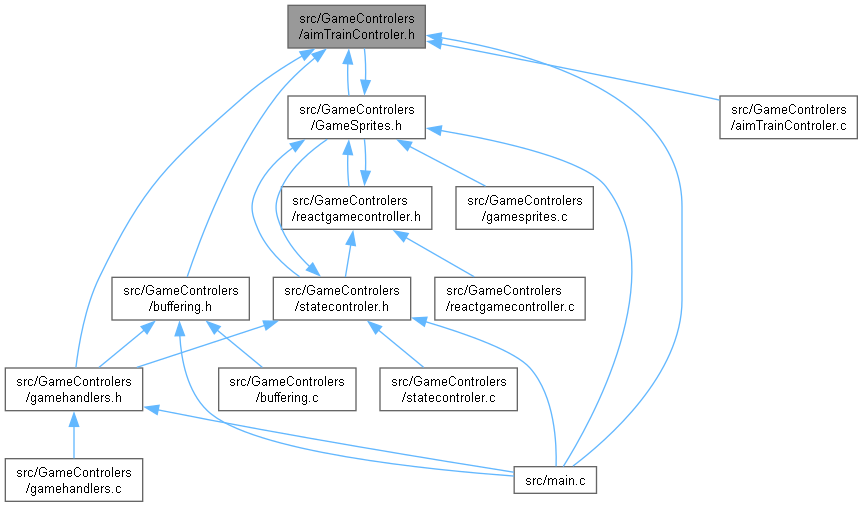 src/GameControlers
/aimTrainControler.h
src/GameControlers
/GameSprites.h
src/GameControlers
/aimTrainControler.c
src/GameControlers
/reactgamecontroller.h
src/GameControlers
/gamesprites.c
src/GameControlers
/buffering.h
src/GameControlers
/statecontroler.h
src/GameControlers
/reactgamecontroller.c
src/GameControlers
/gamehandlers.h
src/GameControlers
/buffering.c
src/GameControlers
/statecontroler.c
src/GameControlers
/gamehandlers.c
src/main.c